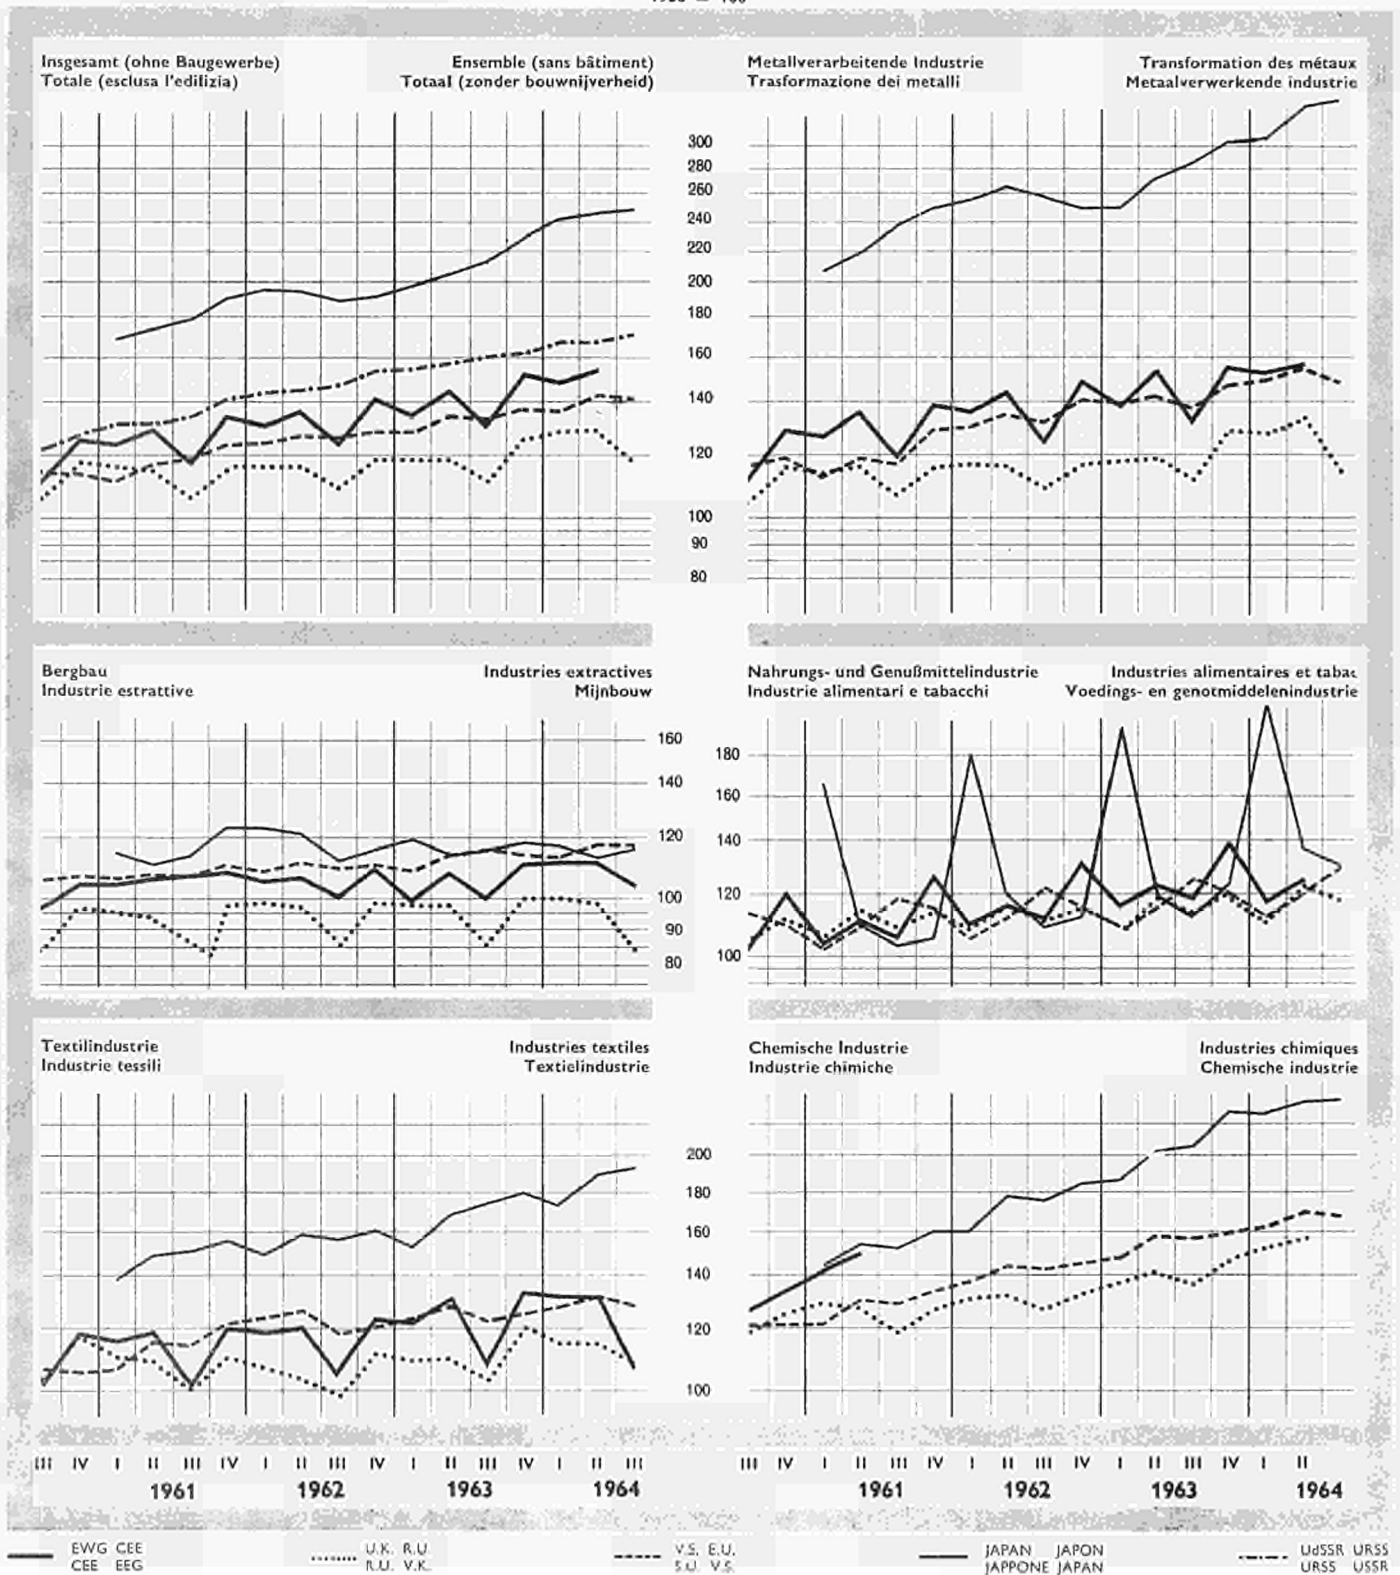 Insgesamt (ohne Baugewerbe) Ensemble (sans bâtiment)
Totale (esclusa l'edilizia) Totaal (zonder bouwnijverheid)
Metallverarbeitende Industrie Transformation des métaux
Trasformazione dei metalli Metaalverwerkende industrie
300
280
260
240
220
200
180
160
140
120
100
90
80
Bergbau Industries extractives
Industrie estrattive Mijnbouw
160
140
120
100
90
80
Nahrungs- und Genußmittelindustrie Industries alimentaires et tabac
Industrie alimentari e tabacchi Voedings- en genotmiddelenindustrie
180
160
140
120
100
Textilindustrie Industries textiles
Industrie tessili Textielindustrie
Chemische Industrie Industries chimiques
Industrie chimiche Chemische industrie
200
180
160
140
120
100
III IV I II III IV I II III IV I II III IV I II III
1961 1962 1963 1964
III IV I II III IV I II III IV I II III IV I II
1961 1962 1963 1964
EWG CEE
CEE EEG
U.K. R.U.
R.U. V.K.
V.S. E.U.
S.U. V.S.
JAPAN JAPON
JAPPONE JAPAN
UdSSR URSS
URSS USSR